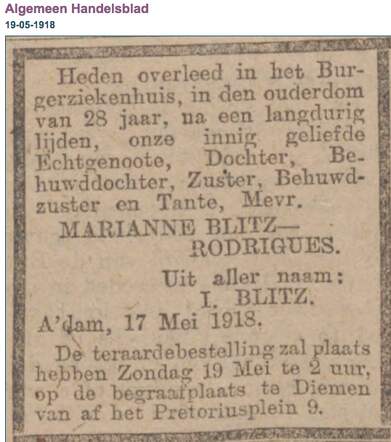 Algemeen Handelsblad
19-05-1918
Heden overleed in het Bur-
gerziekenhuis, in den ouderdom
van 28 jaar, na een langdurig
lijden, onze innig geliefde
Echtgenoote, Dochter, Be-
huwddochter, Zuster, Behuwd-
zuster en Tante, Mevr.
MARIANNE BLITZ—
RODRIGUES.
Uit aller naam:
I. BLITZ.
A'dam, 17 Mei 1918.
De teraardebestelling zal plaats
hebben Zondag 19 Mei te 2 uur,
op de begraafplaats te Diemen
van af het Pretoriusplein 9.